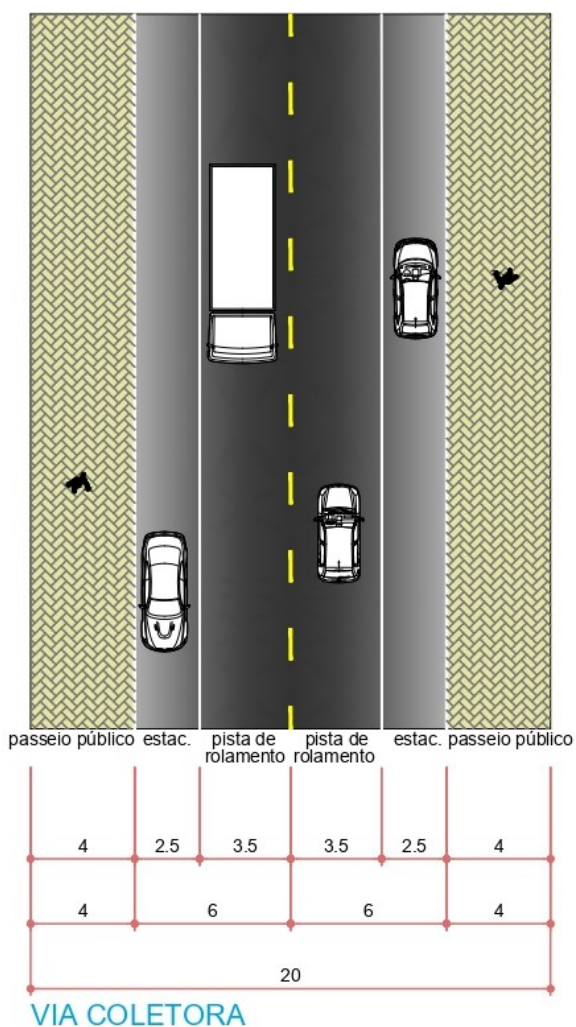 passeio público estac. pista de rolamento pista de rolamento estac. passeio público
4 2.5 3.5 3.5 2.5 4
4 6 6 4
20
VIA COLETORA